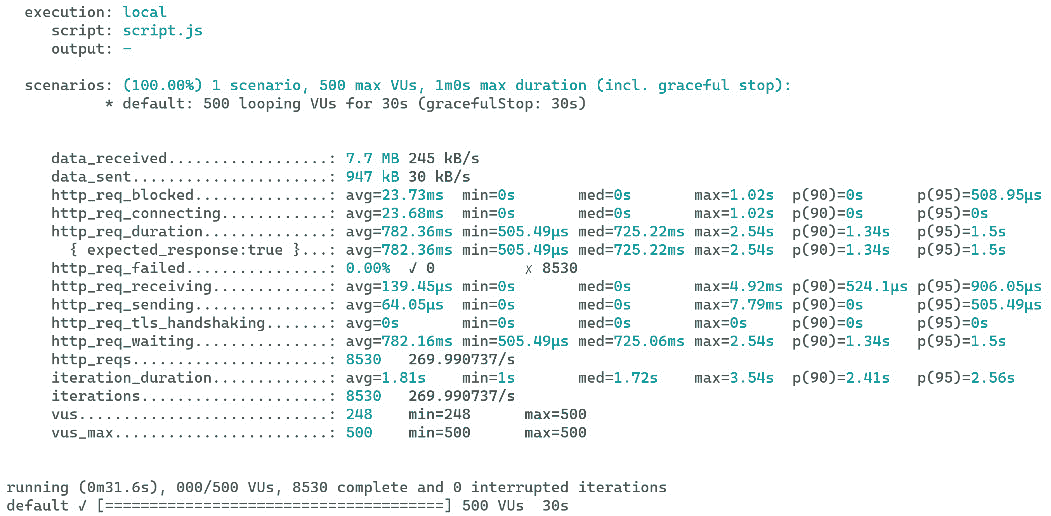 execution: local
script: script.js
output: -
scenarios: (100.00%) 1 scenario, 500 max VUs, 1m0s max duration (incl. graceful stop):
* default: 500 looping VUs for 30s (gracefulStop: 30s)
data_received..................: 7.7 MB 245 kB/s
data_sent......................: 947 kB 30 kB/s
http_req_blocked...............: avg=23.73ms min=0s med=0s max=1.02s p(90)=0s p(95)=508.95µs
http_req_connecting............: avg=23.68ms min=0s med=0s max=1.02s p(90)=0s p(95)=0s
http_req_duration..............: avg=782.36ms min=505.49µs med=725.22ms max=2.54s p(90)=1.34s p(95)=1.5s
{ expected_response:true }...: avg=782.36ms min=505.49µs med=725.22ms max=2.54s p(90)=1.34s p(95)=1.5s
http_req_failed................: 0.00% ✓ 0 ✗ 8530
http_req_receiving.............: avg=139.45µs min=0s med=0s max=4.92ms p(90)=524.1µs p(95)=906.05µs
http_req_sending...............: avg=64.05µs min=0s med=0s max=7.79ms p(90)=0s p(95)=505.49µs
http_req_tls_handshaking.......: avg=0s min=0s med=0s max=0s p(90)=0s p(95)=0s
http_req_waiting...............: avg=782.16ms min=505.49µs med=725.06ms max=2.54s p(90)=1.34s p(95)=1.5s
http_reqs......................: 8530 269.990737/s
iteration_duration.............: avg=1.81s min=1s med=1.72s max=3.54s p(90)=2.41s p(95)=2.56s
iterations.....................: 8530 269.990737/s
vus............................: 248 min=248 max=500
vus_max........................: 500 min=500 max=500
running (0m31.6s), 000/500 VUs, 8530 complete and 0 interrupted iterations
default ✓ [======================================] 500 VUs 30s